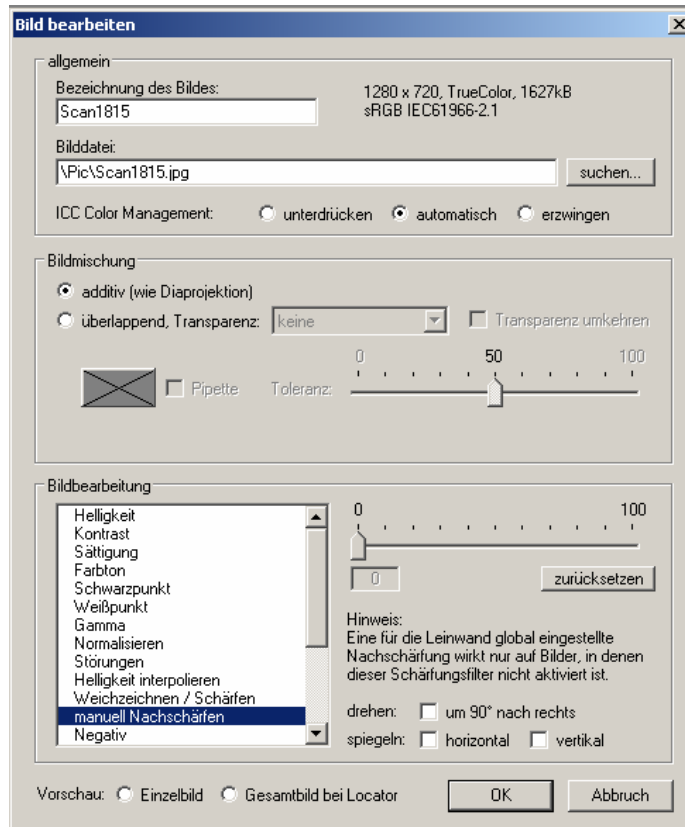 Bild bearbeiten
allgemein
Bezeichnung des Bildes:
1280 x 720, TrueColor, 1627kB
Scan1815
sRGB IEC61966-2.1
Bilddatei:
\Pic\Scan1815.jpg
suchen...
ICC Color Management: unterdrücken automatisch erzwingen
Bildmischung
additiv (wie Diaprojektion)
überlappend, Transparenz: keine Transparenz umkehren
0 50 100
Pipette Toleranz:
Bildbearbeitung
Helligkeit
Kontrast
Sättigung
Farbton
Schwarzpunkt
Weißpunkt
Gamma
Normalisieren
Störungen
Helligkeit interpolieren
Weichzeichnen / Schärfen
manuell Nachschärfen
Negativ
0 100
0 zurücksetzen
Hinweis:
Eine für die Leinwand global eingestellte
Nachschärfung wirkt nur auf Bilder, in denen
dieser Schärfungsfilter nicht aktiviert ist.
drehen: um 90° nach rechts
spiegeln: horizontal vertikal
Vorschau: Einzelbild Gesamtbild bei Locator OK Abbruch